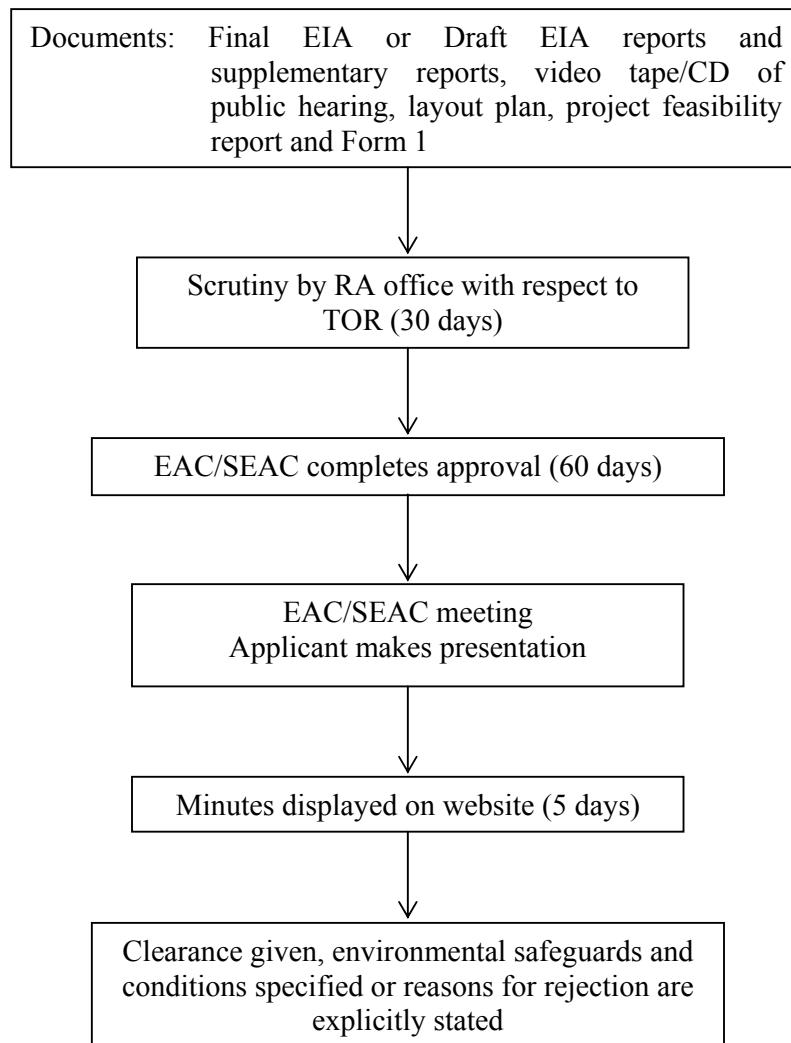 Documents: Final EIA or Draft EIA reports and
supplementary reports, video tape/CD of
public hearing, layout plan, project feasibility
report and Form 1
Scrutiny by RA office with respect to
TOR (30 days)
EAC/SEAC completes approval (60 days)
EAC/SEAC meeting
Applicant makes presentation
Minutes displayed on website (5 days)
Clearance given, environmental safeguards and
conditions specified or reasons for rejection are
explicitly stated